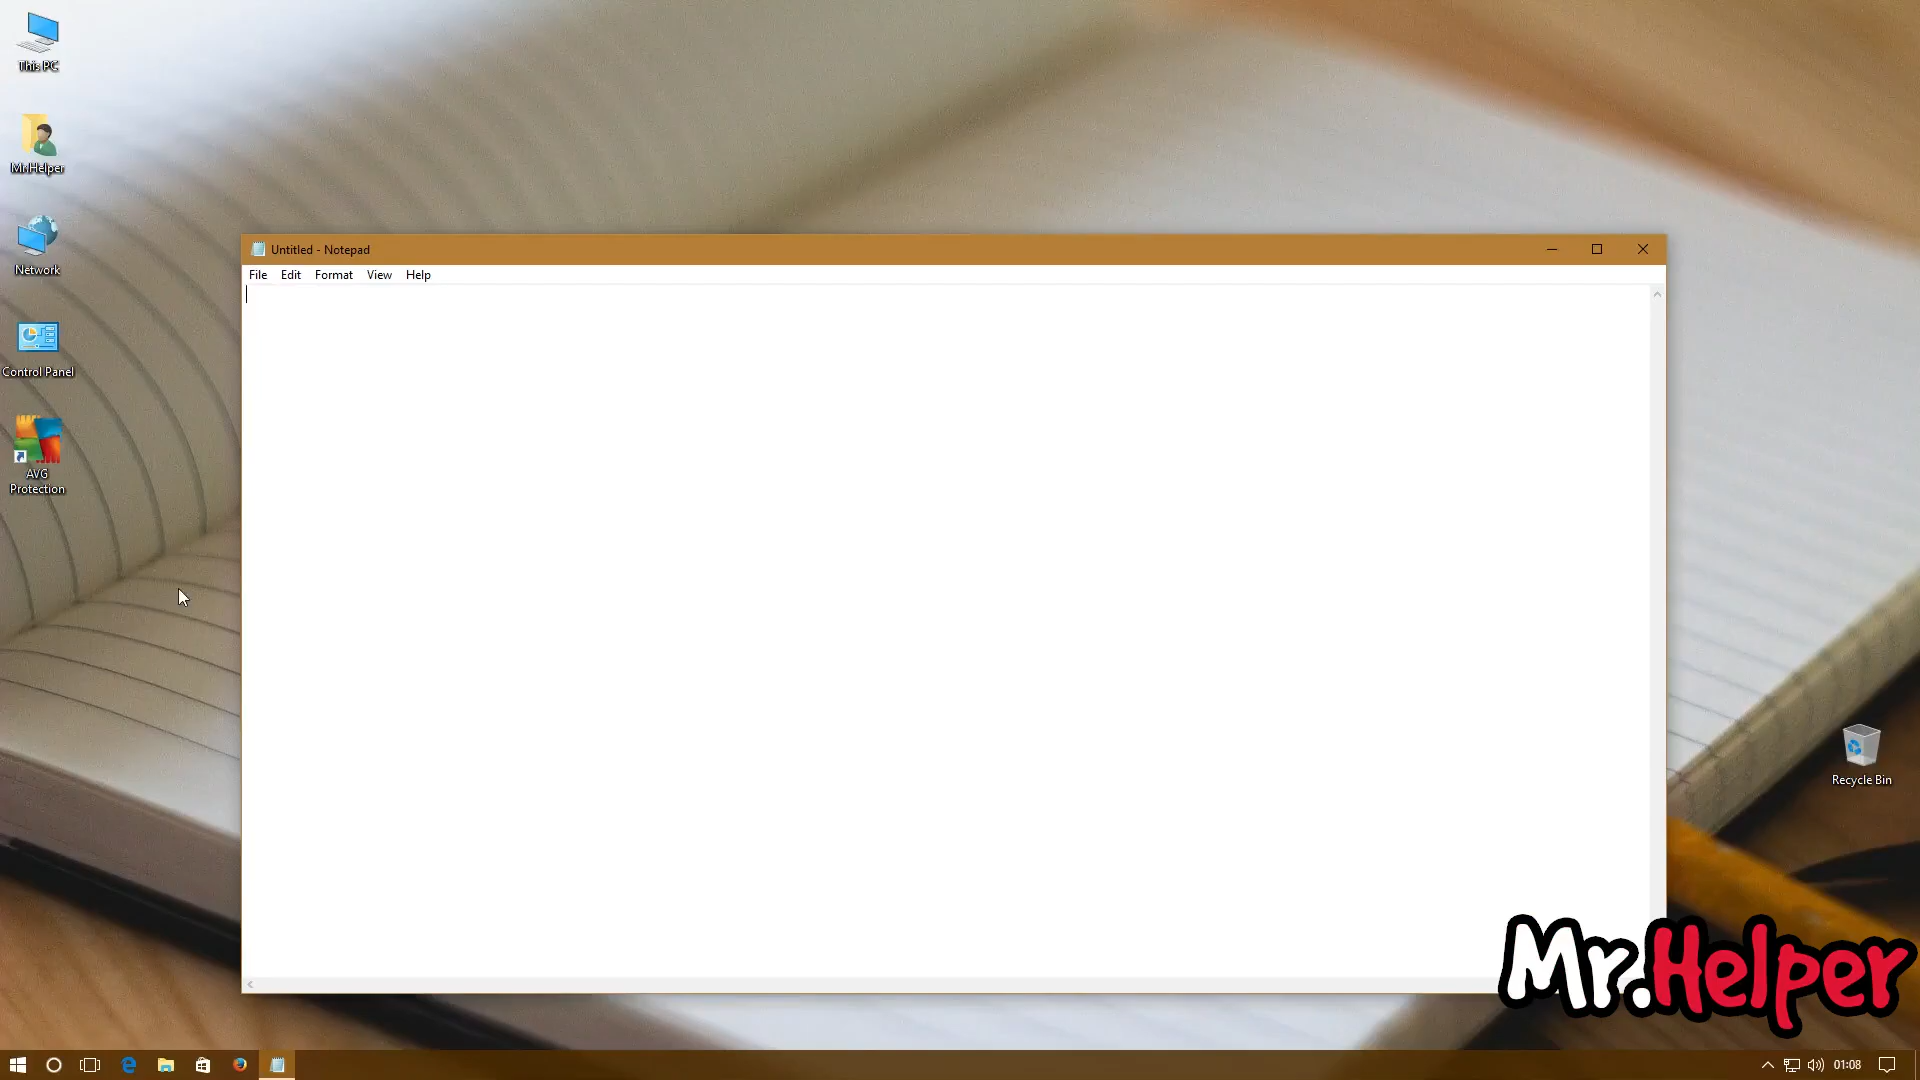 This PC
MrHelper
Network
Control Panel
AVG
Protection
Untitled - Notepad
File Edit Format View Help
Recycle Bin
Mr.Helper
01:08